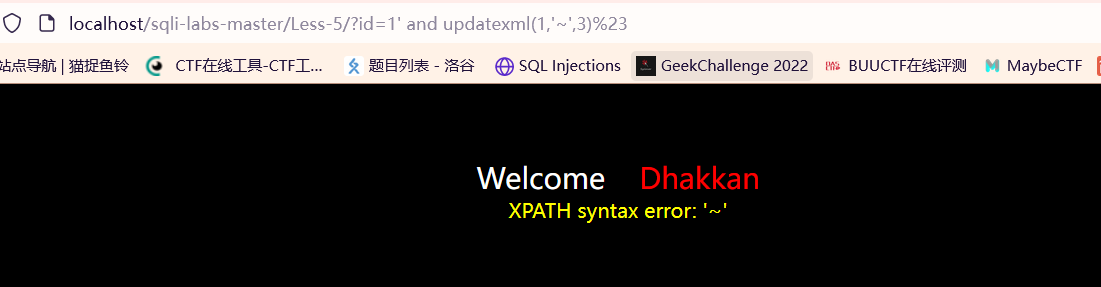 localhost/sqli-labs-master/Less-5/?id=1' and updatexml(1,'~',3)%23
站点导航 | 猫捉鱼铃 CTF在线工具-CTF工... 题目列表 - 洛谷 SQL Injections GeekChallenge 2022 BUUCTF在线评测 MaybeCTF
Welcome Dhakkan
XPATH syntax error: '~'